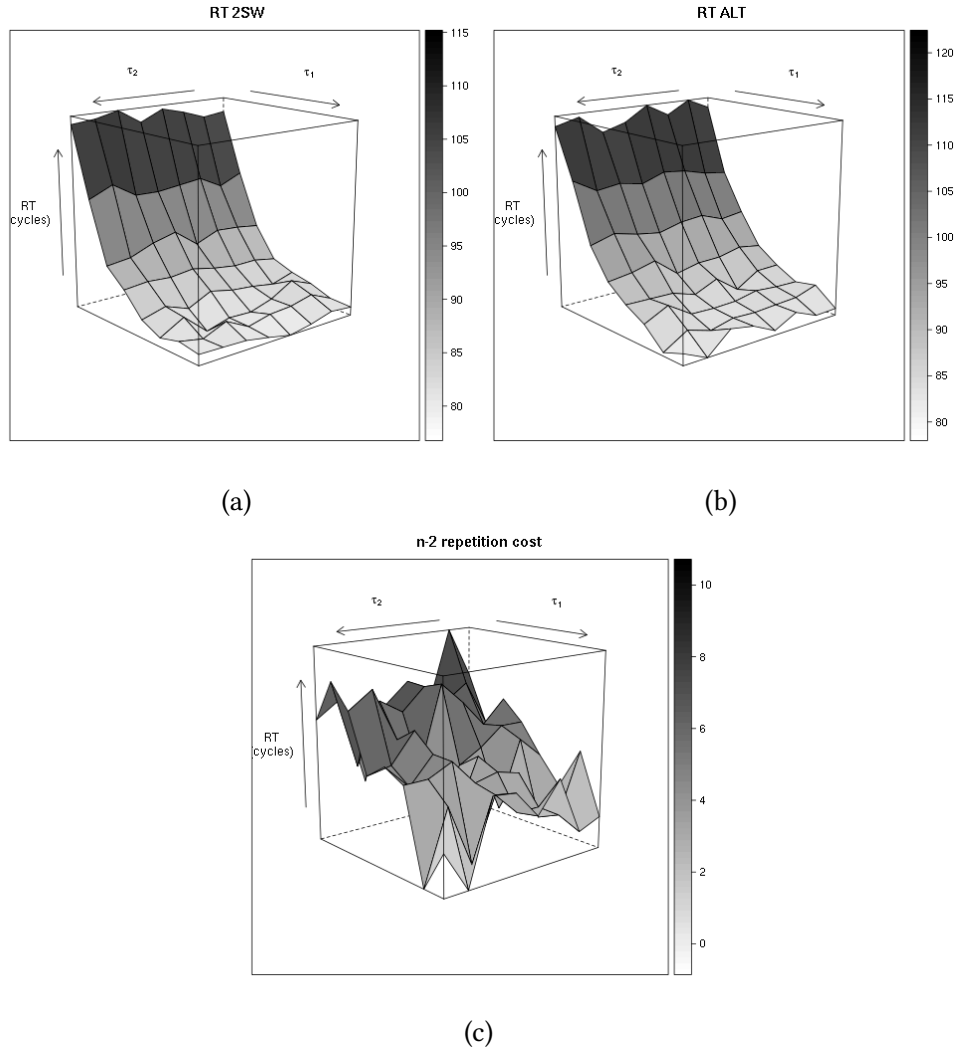 RT 2SW
τ2
τ1
RT
cycles)
115
110
105
100
95
90
85
80
(a)
RT ALT
τ2
τ1
RT
cycles)
120
115
110
105
100
95
90
85
80
(b)
n-2 repetition cost
τ2
τ1
RT
cycles)
10
8
6
4
2
0
(c)